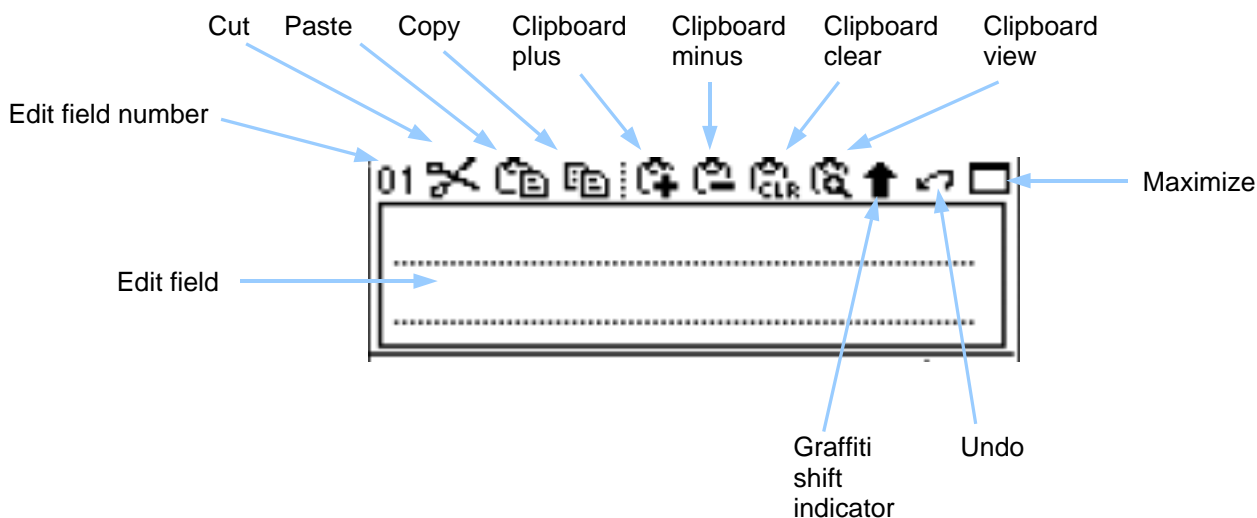 Cut Paste Copy Clipboard Clipboard Clipboard Clipboard
plus minus clear view
Edit field number
01 CLR
Maximize
Edit field
Graffiti Undo
shift
indicator